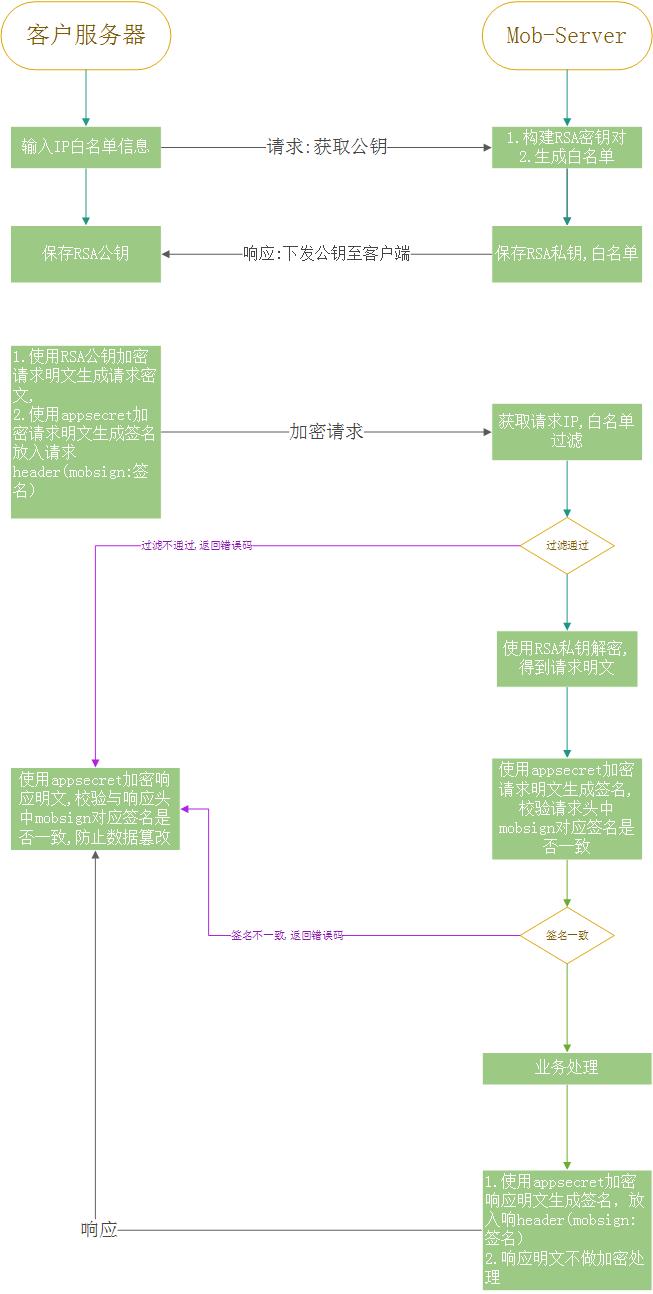 客户服务器
Mob-Server
输入IP白名单信息
请求:获取公钥
1.构建RSA密钥对
2.生成白名单
保存RSA公钥
响应:下发公钥至客户端
保存RSA私钥,白名单
1.使用RSA公钥加密
请求明文生成请求密
文,
2.使用appsecret加
密请求明文生成签名
放入请求
header(mobsign:签
名)
加密请求
获取请求IP,白名单
过滤
过滤不通过,返回错误码
过滤通过
使用RSA私钥解密,
得到请求明文
使用appsecret加密响
应明文,校验与响应头
中mobsign对应签名是
否一致,防止数据篡改
使用appsecret加密
请求明文生成签名,
校验请求头中
mobsign对应签名是
否一致
签名不一致,返回错误码
签名一致
业务处理
1.使用appsecret加密
响应明文生成签名, 放
入响header(mobsign:
签名)
2.响应明文不做加密处
理
响应